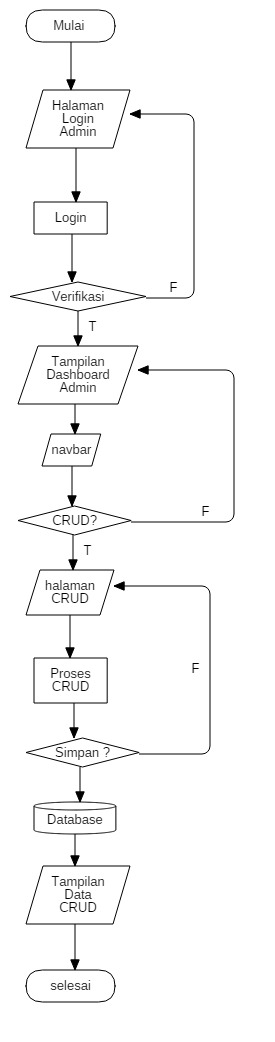 Mulai
Halaman
Login
Admin
Login
Verifikasi
F
T
Tampilan
Dashboard
Admin
navbar
CRUD?
F
T
halaman
CRUD
F
Proses
CRUD
Simpan ?
Database
Tampilan
Data
CRUD
selesai